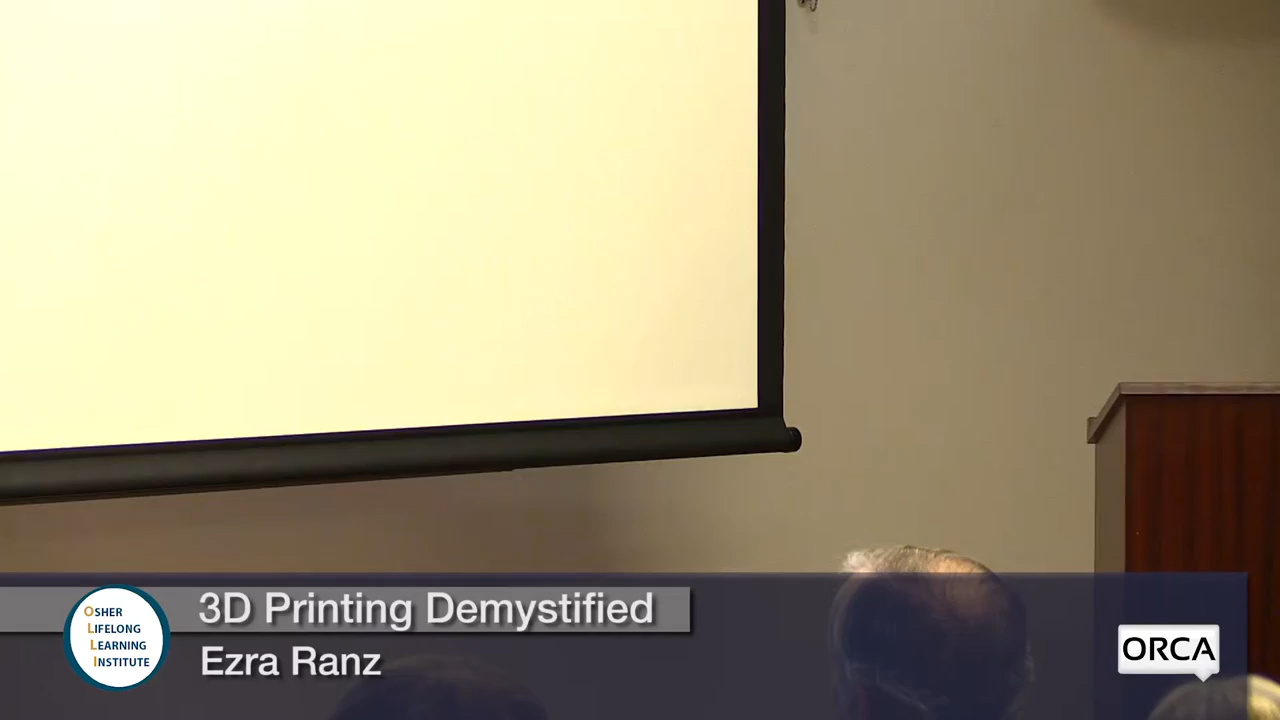 3D Printing Demystified
Ezra Ranz
OSHER
LIFELONG
LEARNING
INSTITUTE
ORCA